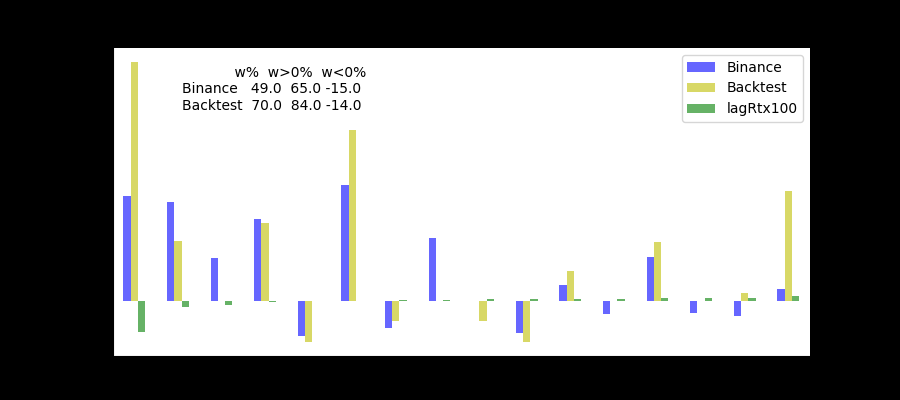 w% w>0% w<0%
Binance 49.0 65.0 -15.0
Backtest 70.0 84.0 -14.0
Binance
Backtest
lagRtx100